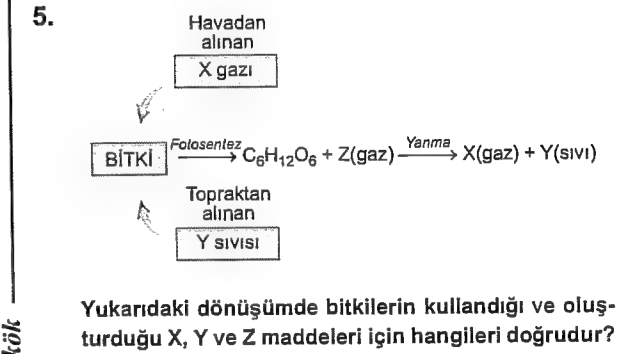 5.
Havadan
alınan
X gazı
BİTKİ Fotosentez C₆H₁₂O₆ + Z(gaz) Yanma X(gaz) + Y(sıvı)
Topraktan
alınan
Y sıvısı
Yukarıdaki dönüşümde bitkilerin kullandığı ve oluş-
turduğu X, Y ve Z maddeleri için hangileri doğrudur?
kök